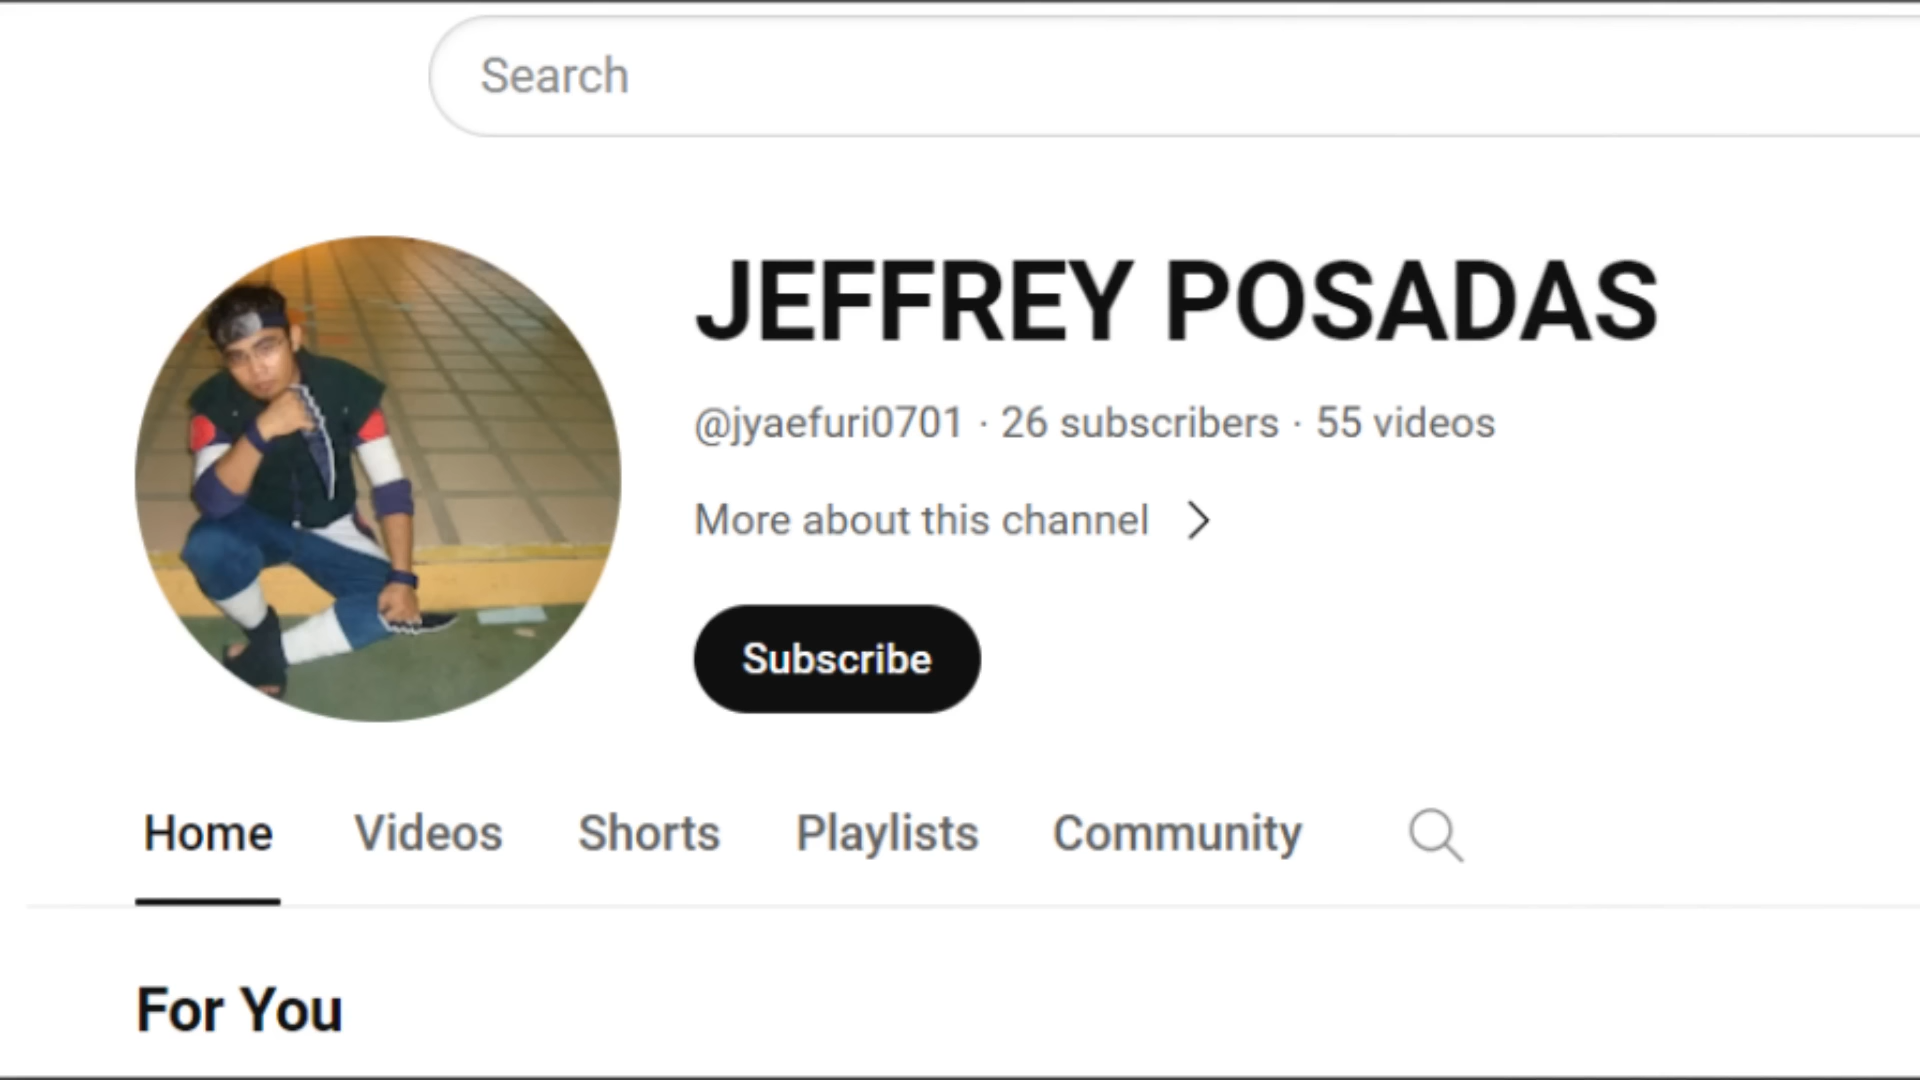 Search
JEFFREY POSADAS
@jyaefuri0701 · 26 subscribers · 55 videos
More about this channel
Subscribe
Home Videos Shorts Playlists Community
For You